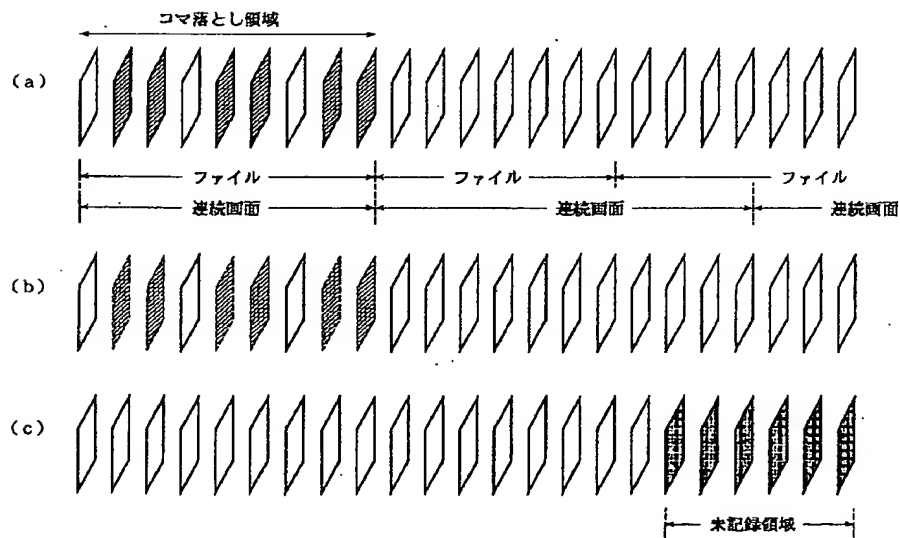 コマ落とし領域
(a)
ファイル ファイル ファイル
連続画面 連続画面 連続画面
(b)
(c)
未記録領域